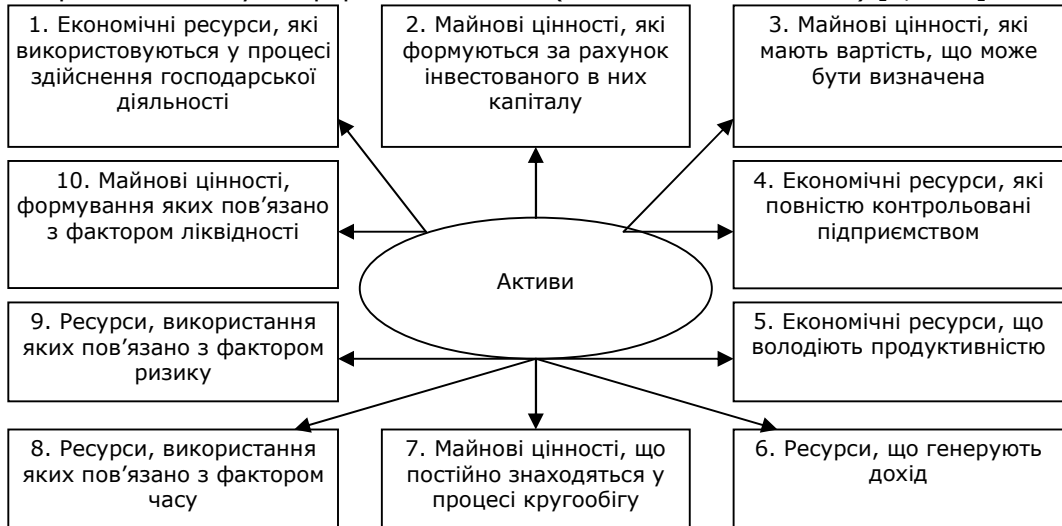 1. Економічні ресурси, які
використовуються у процесі
здійснення господарської
діяльності
2. Майнові цінності, які
формуються за рахунок
інвестованого в них
капіталу
3. Майнові цінності, які
мають вартість, що може
бути визначена
10. Майнові цінності,
формування яких пов’язано
з фактором ліквідності
4. Економічні ресурси, які
повністю контрольовані
підприємством
Активи
9. Ресурси, використання
яких пов’язано з фактором
ризику
5. Економічні ресурси, що
володіють продуктивністю
8. Ресурси, використання
яких пов’язано з фактором
часу
7. Майнові цінності, що
постійно знаходяться у
процесі кругообігу
6. Ресурси, що генерують
дохід